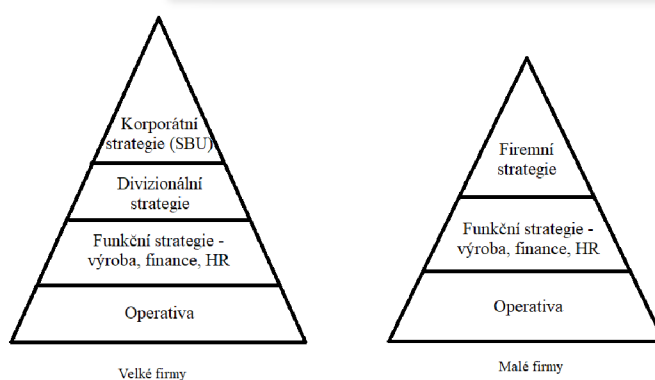 Korporátní
strategie (SBU)
Divizionální
strategie
Funkční strategie -
výroba, finance, HR
Operativa
Velké firmy
Firemní
strategie
Funkční strategie -
výroba, finance, HR
Operativa
Malé firmy